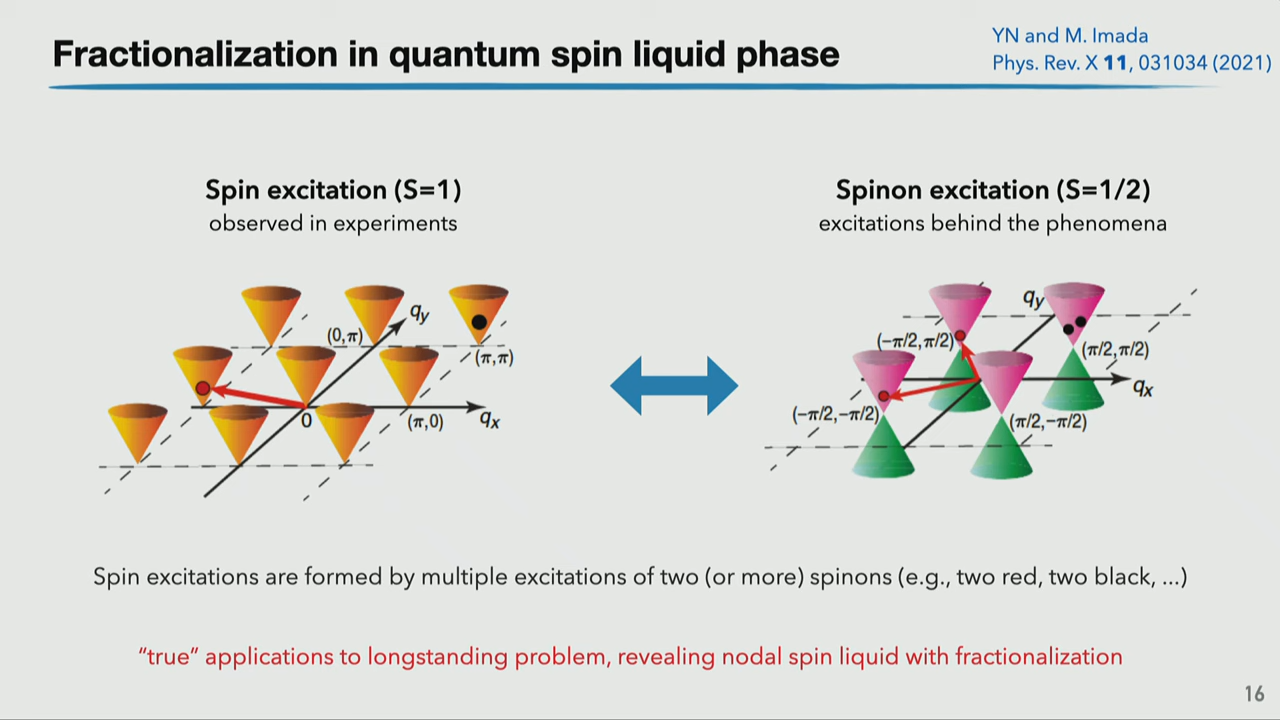 Fractionalization in quantum spin liquid phase
YN and M. Imada
Phys. Rev. X 11, 031034 (2021)
Spin excitation (S=1)
observed in experiments
Spinon excitation (S=1/2)
excitations behind the phenomena
qy
(0,π)
(π,π)
0
(π,0)
qx
qy
(−π/2,π/2)
(π/2,π/2)
qx
(−π/2,−π/2)
(π/2,−π/2)
Spin excitations are formed by multiple excitations of two (or more) spinons (e.g., two red, two black, ...)
“true” applications to longstanding problem, revealing nodal spin liquid with fractionalization
16